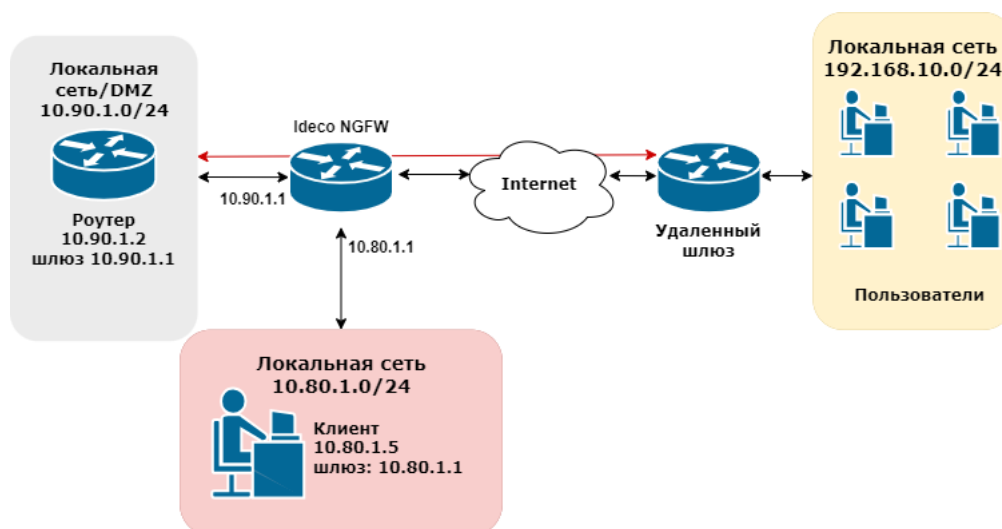 Локальная
сеть/DMZ
10.90.1.0/24
Роутер
10.90.1.2
шлюз 10.90.1.1
Ideco NGFW
10.90.1.1
10.80.1.1
Internet
Удаленный
шлюз
Локальная сеть
192.168.10.0/24
Пользователи
Локальная сеть
10.80.1.0/24
Клиент
10.80.1.5
шлюз: 10.80.1.1